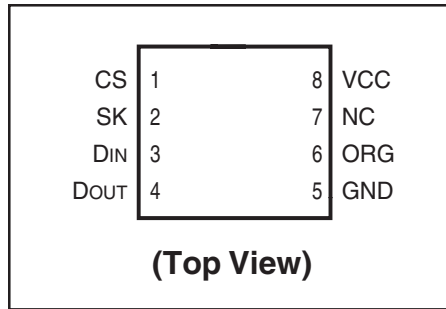 CS 1 8 VCC
SK 2 7 NC
DIN 3 6 ORG
DOUT 4 5 GND
(Top View)